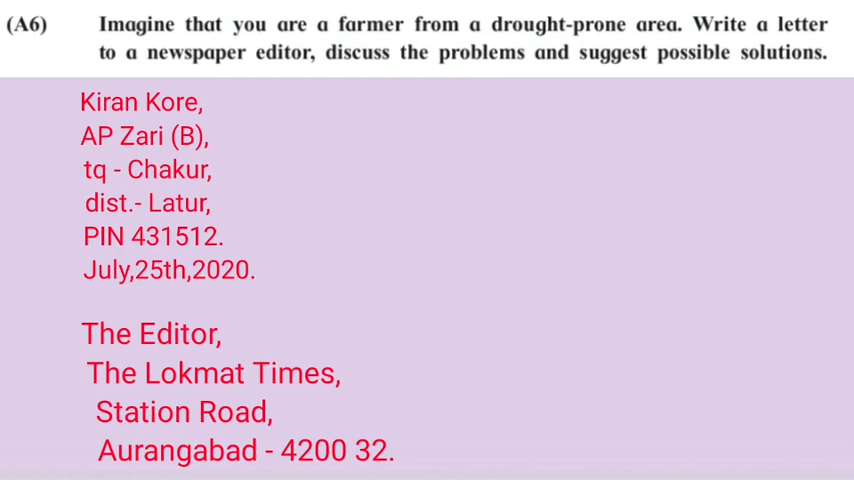 (A6) Imagine that you are a farmer from a drought-prone area. Write a letter
to a newspaper editor, discuss the problems and suggest possible solutions.
Kiran Kore,
AP Zari (B),
tq - Chakur,
dist.- Latur,
PIN 431512.
July,25th,2020.
The Editor,
The Lokmat Times,
Station Road,
Aurangabad - 4200 32.